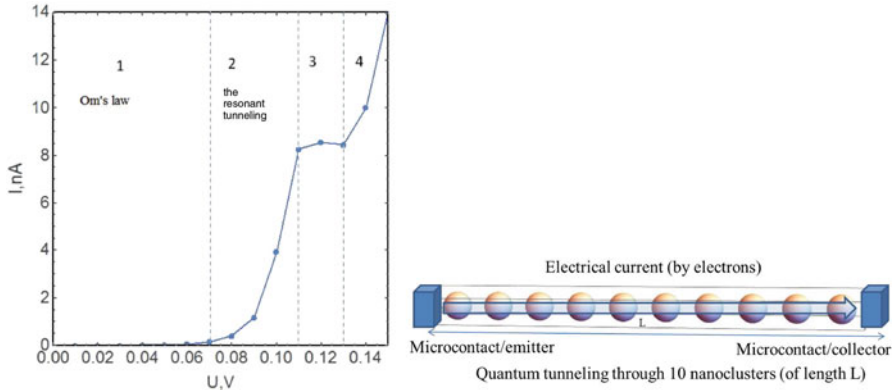 14
12
10
8
6
4
2
0
I,nA
1
2
3
4
Om's law
the
resonant
tunneling
0.00 0.02 0.04 0.06 0.08 0.10 0.12 0.14
U,V
Electrical current (by electrons)
L
Microcontact/emitter
Microcontact/collector
Quantum tunneling through 10 nanoclusters (of length L)